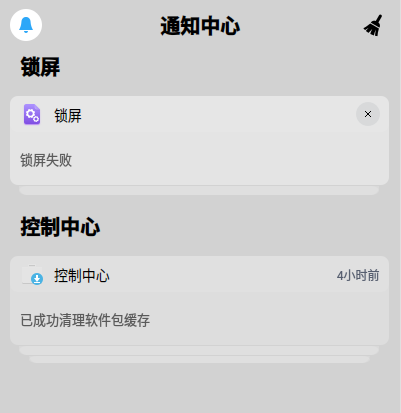 通知中心
锁屏
锁屏
锁屏失败
控制中心
控制中心 4小时前
已成功清理软件包缓存